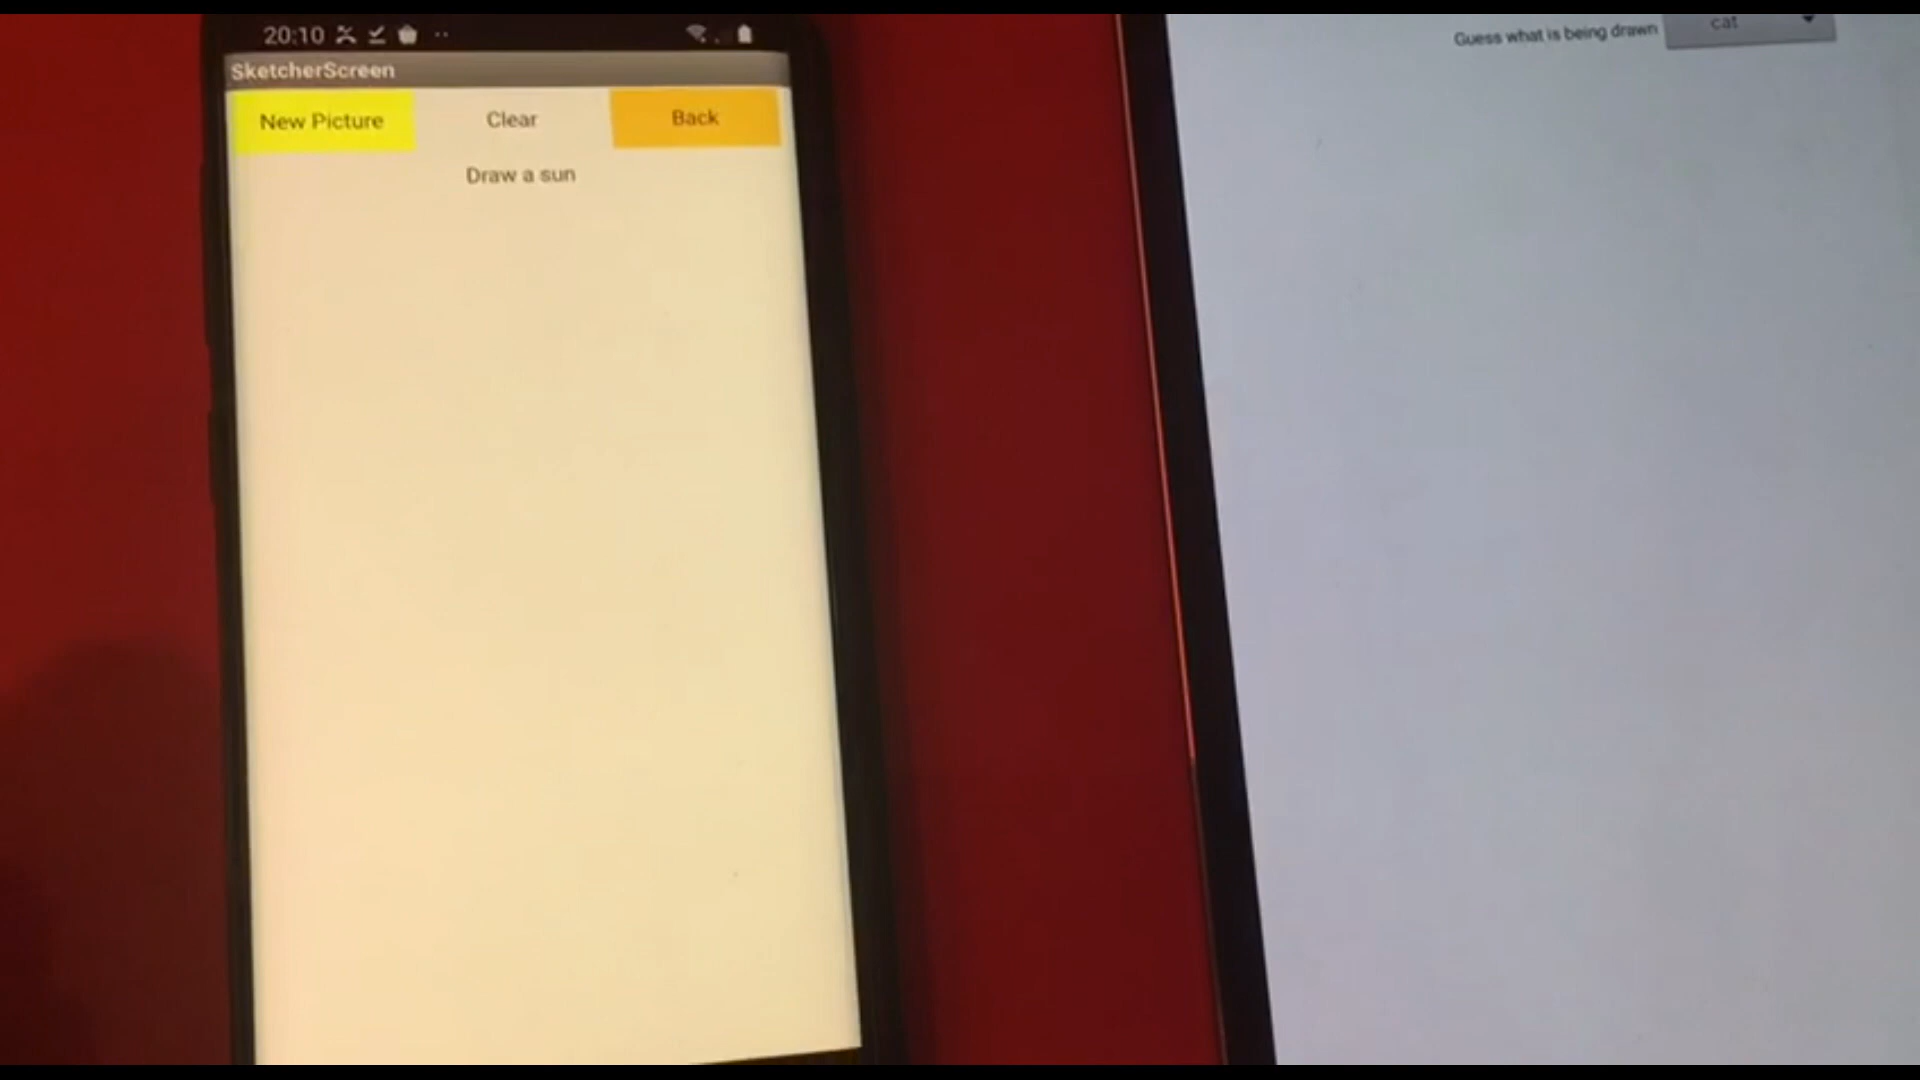 20:10
SketcherScreen
New Picture Clear Back
Draw a sun
Guess what is being drawn cat